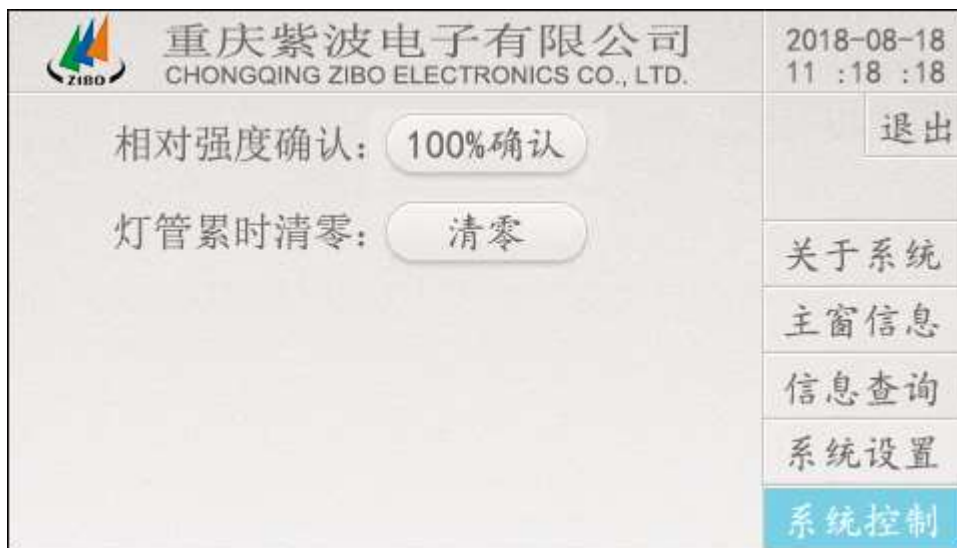 ZIBO
重庆紫波电子有限公司
CHONGQING ZIBO ELECTRONICS CO., LTD.
2018-08-18
11 :18 :18
退出
相对强度确认: 100%确认
灯管累时清零: 清零
关于系统
主窗信息
信息查询
系统设置
系统控制